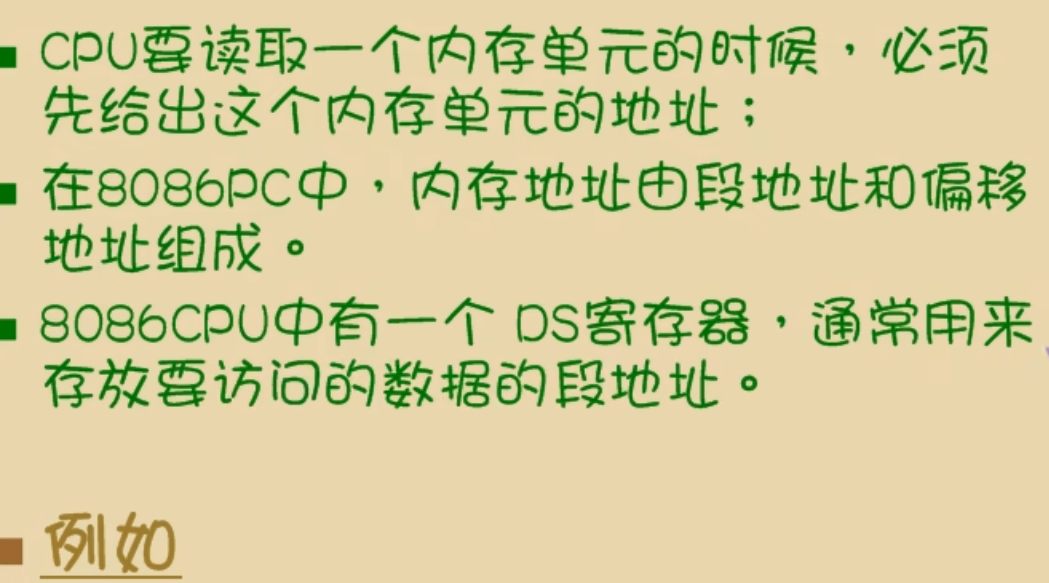 CPU要读取一个内存单元的时候，必须
先给出这个内存单元的地址；
在8086PC中，内存地址由段地址和偏移
地址组成。
8086CPU中有一个 DS寄存器，通常用来
存放要访问的数据的段地址。
例如